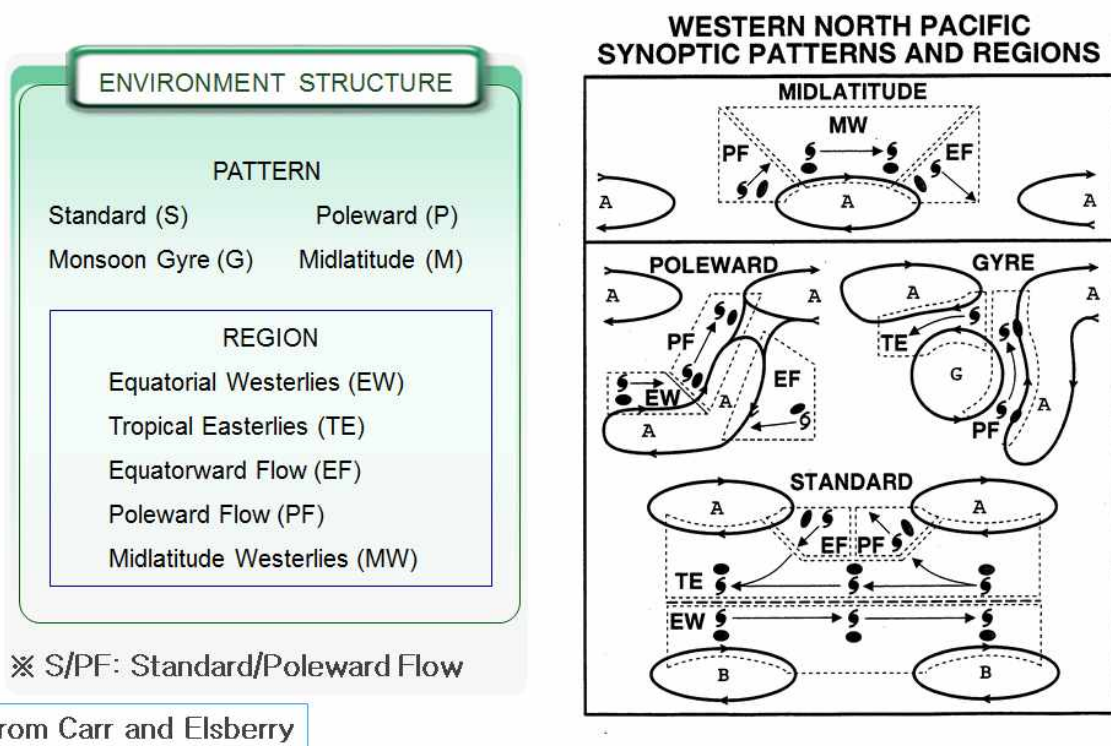 ENVIRONMENT STRUCTURE
PATTERN
Standard (S) Poleward (P)
Monsoon Gyre (G) Midlatitude (M)
REGION
Equatorial Westerlies (EW)
Tropical Easterlies (TE)
Equatorward Flow (EF)
Poleward Flow (PF)
Midlatitude Westerlies (MW)
※ S/PF: Standard/Poleward Flow
rom Carr and Elsberry
WESTERN NORTH PACIFIC
SYNOPTIC PATTERNS AND REGIONS
MIDLATITUDE
MW
PF EF
A A A
POLEWARD
A A
PF
EF
EW A
A
GYRE
A A
TE
G
A
PF
STANDARD
A A
EF PF
TE
EW
B B